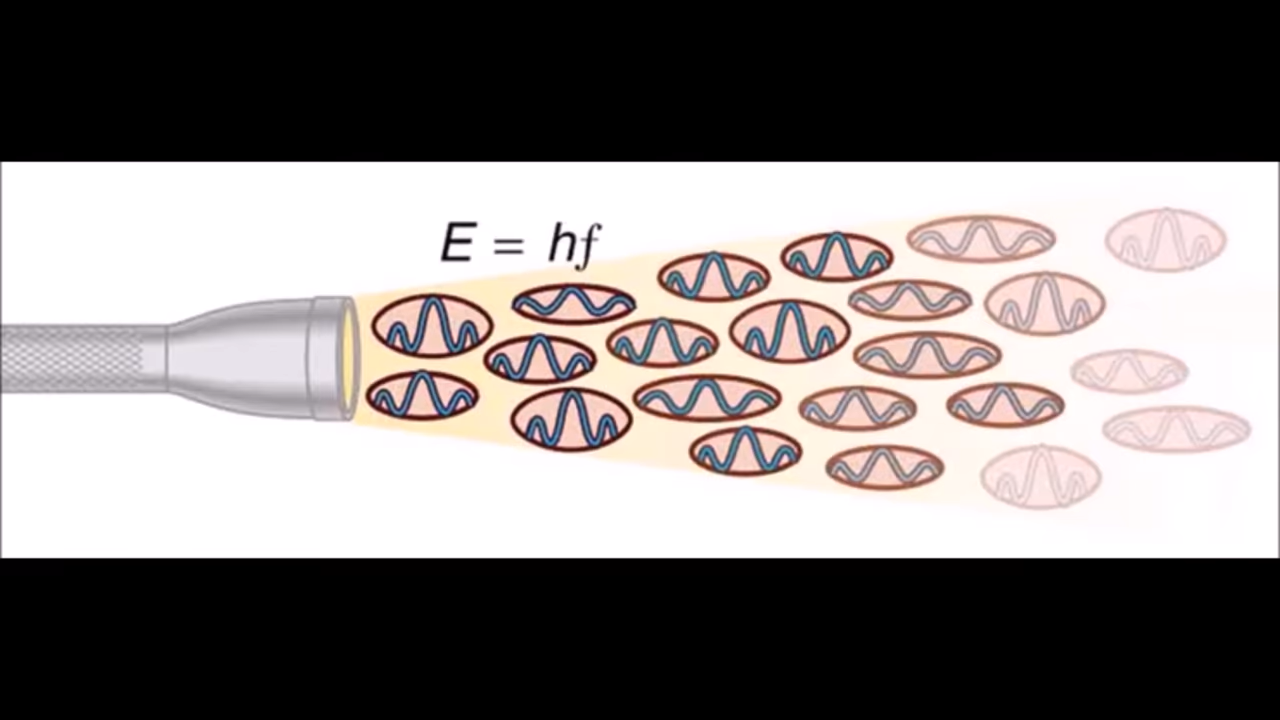 E = hf